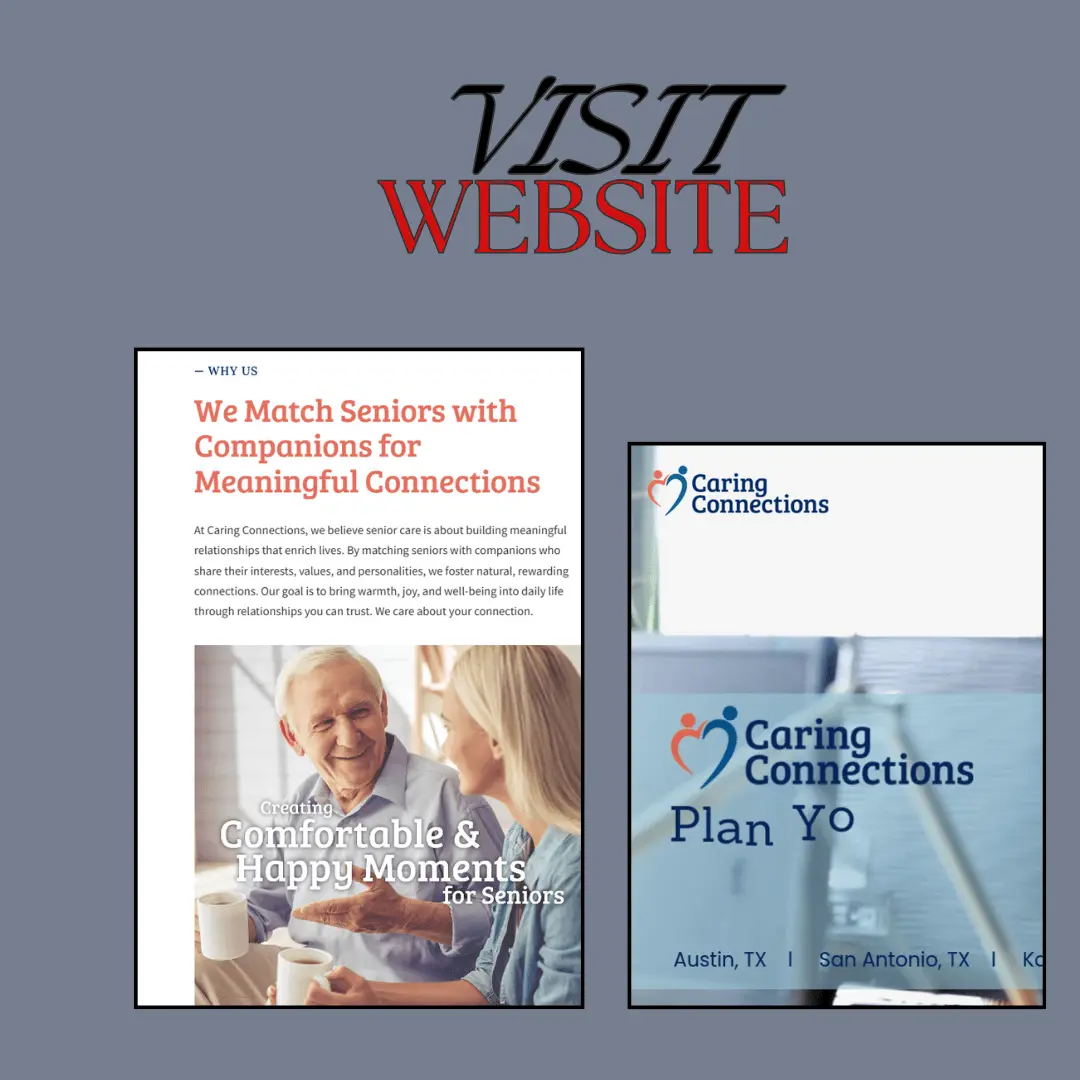 VISIT
WEBSITE
— WHY US
We Match Seniors with
Companions for
Meaningful Connections
At Caring Connections, we believe senior care is about building meaningful
relationships that enrich lives. By matching seniors with companions who
share their interests, values, and personalities, we foster natural, rewarding
connections. Our goal is to bring warmth, joy, and well-being into daily life
through relationships you can trust. We care about your connection.
Creating
Comfortable &
Happy Moments
for Seniors
Caring
Connections
Caring
Connections
Plan Yo
Austin, TX | San Antonio, TX |